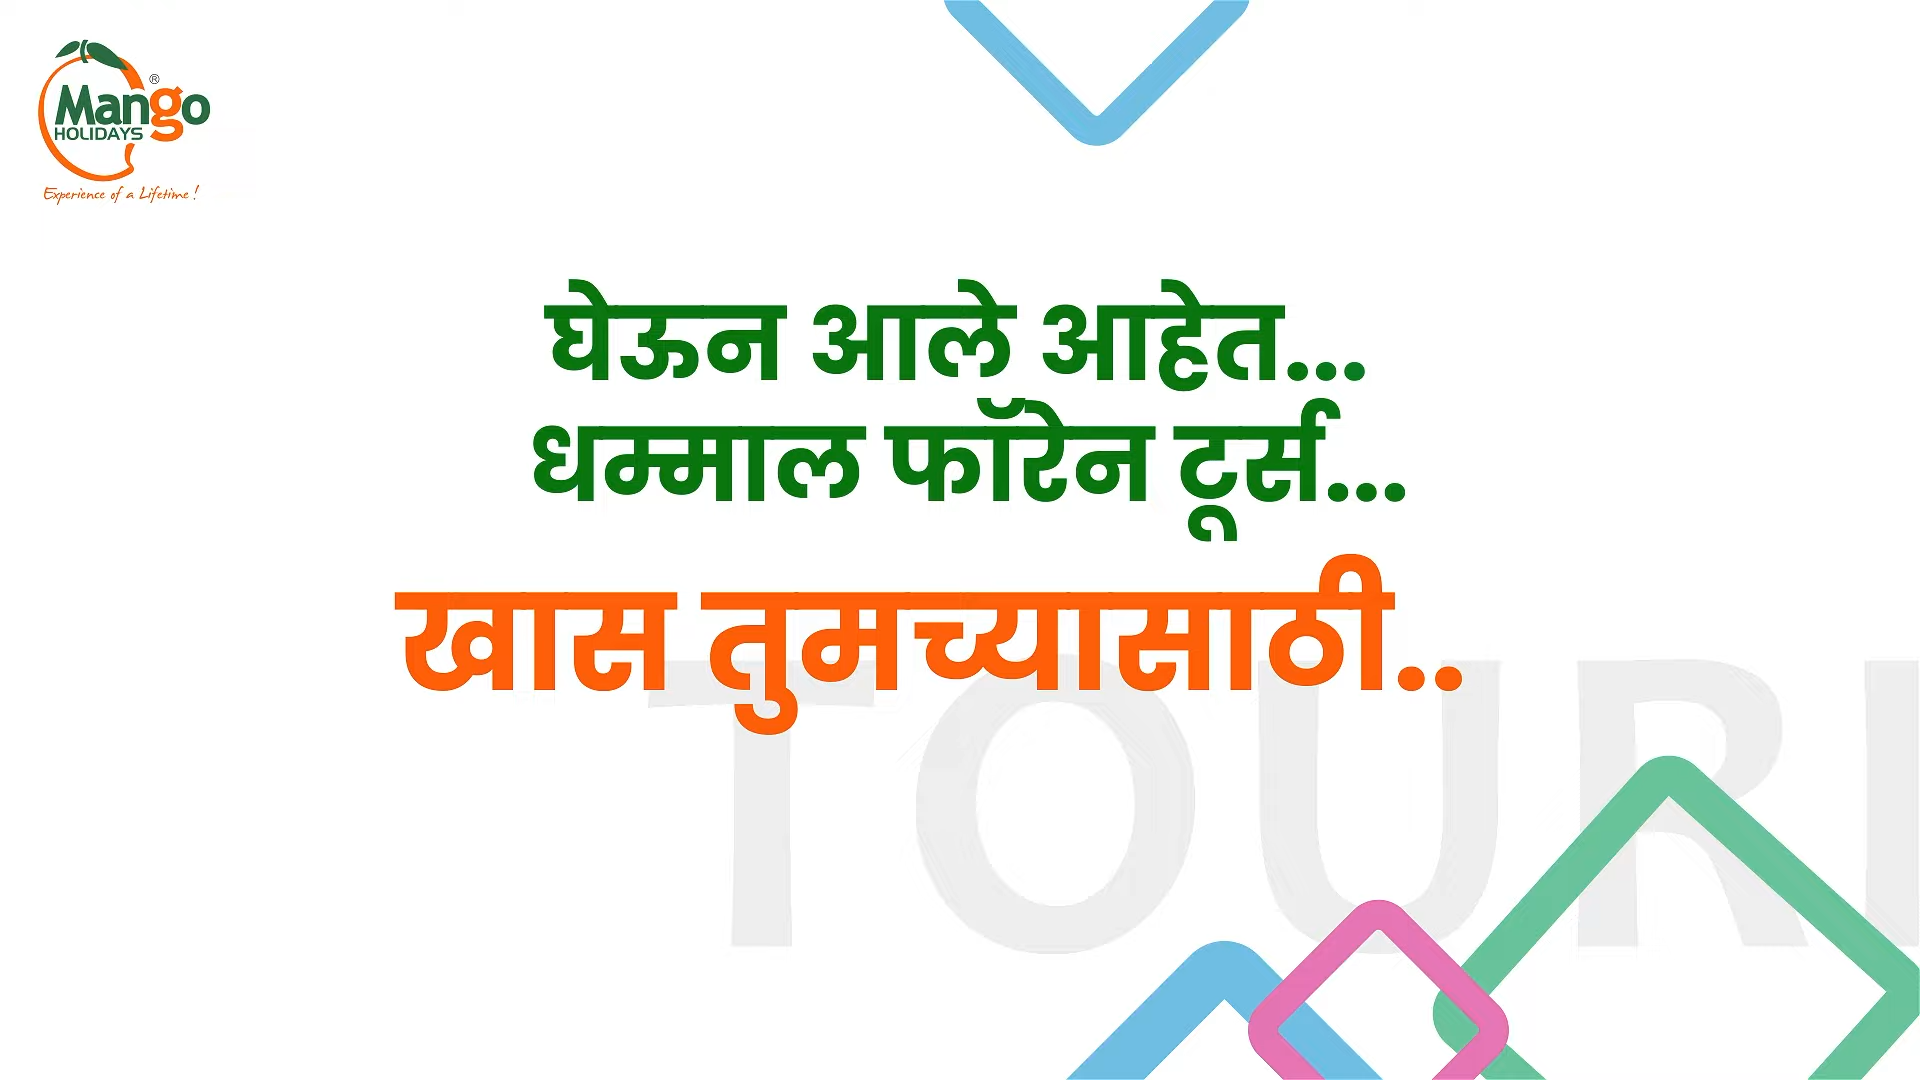 Mango®
HOLIDAYS
Experience of a Lifetime!
घेऊन आले आहेत...
धम्माल फॉरेन टूर्स...
खास तुमच्यासाठी..
TOURI